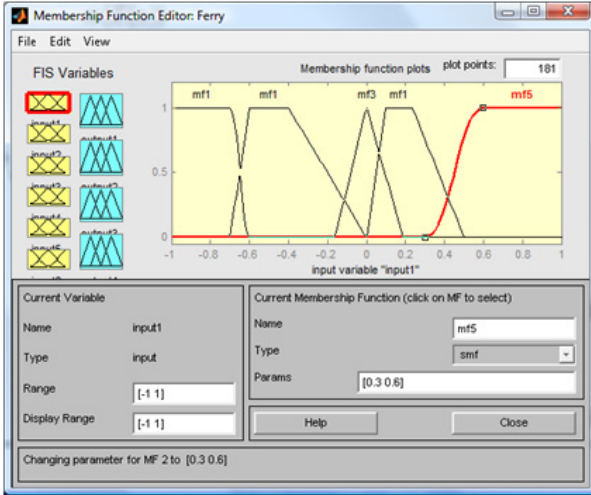 Membership Function Editor: Ferry
File Edit View
FIS Variables
Membership function plots plot points: 181
mf1 mf1 mf3 mf1 mf5
1
0.5
0
-1 -0.8 -0.6 -0.4 -0.2 0 0.2 0.4 0.6 0.8 1
input variable "input1"
Current Variable
Name input1
Type input
Range [-1 1]
Display Range [-1 1]
Current Membership Function (click on MF to select)
Name mf5
Type smf
Params [0.3 0.6]
Help Close
Changing parameter for MF 2 to [0.3 0.6]